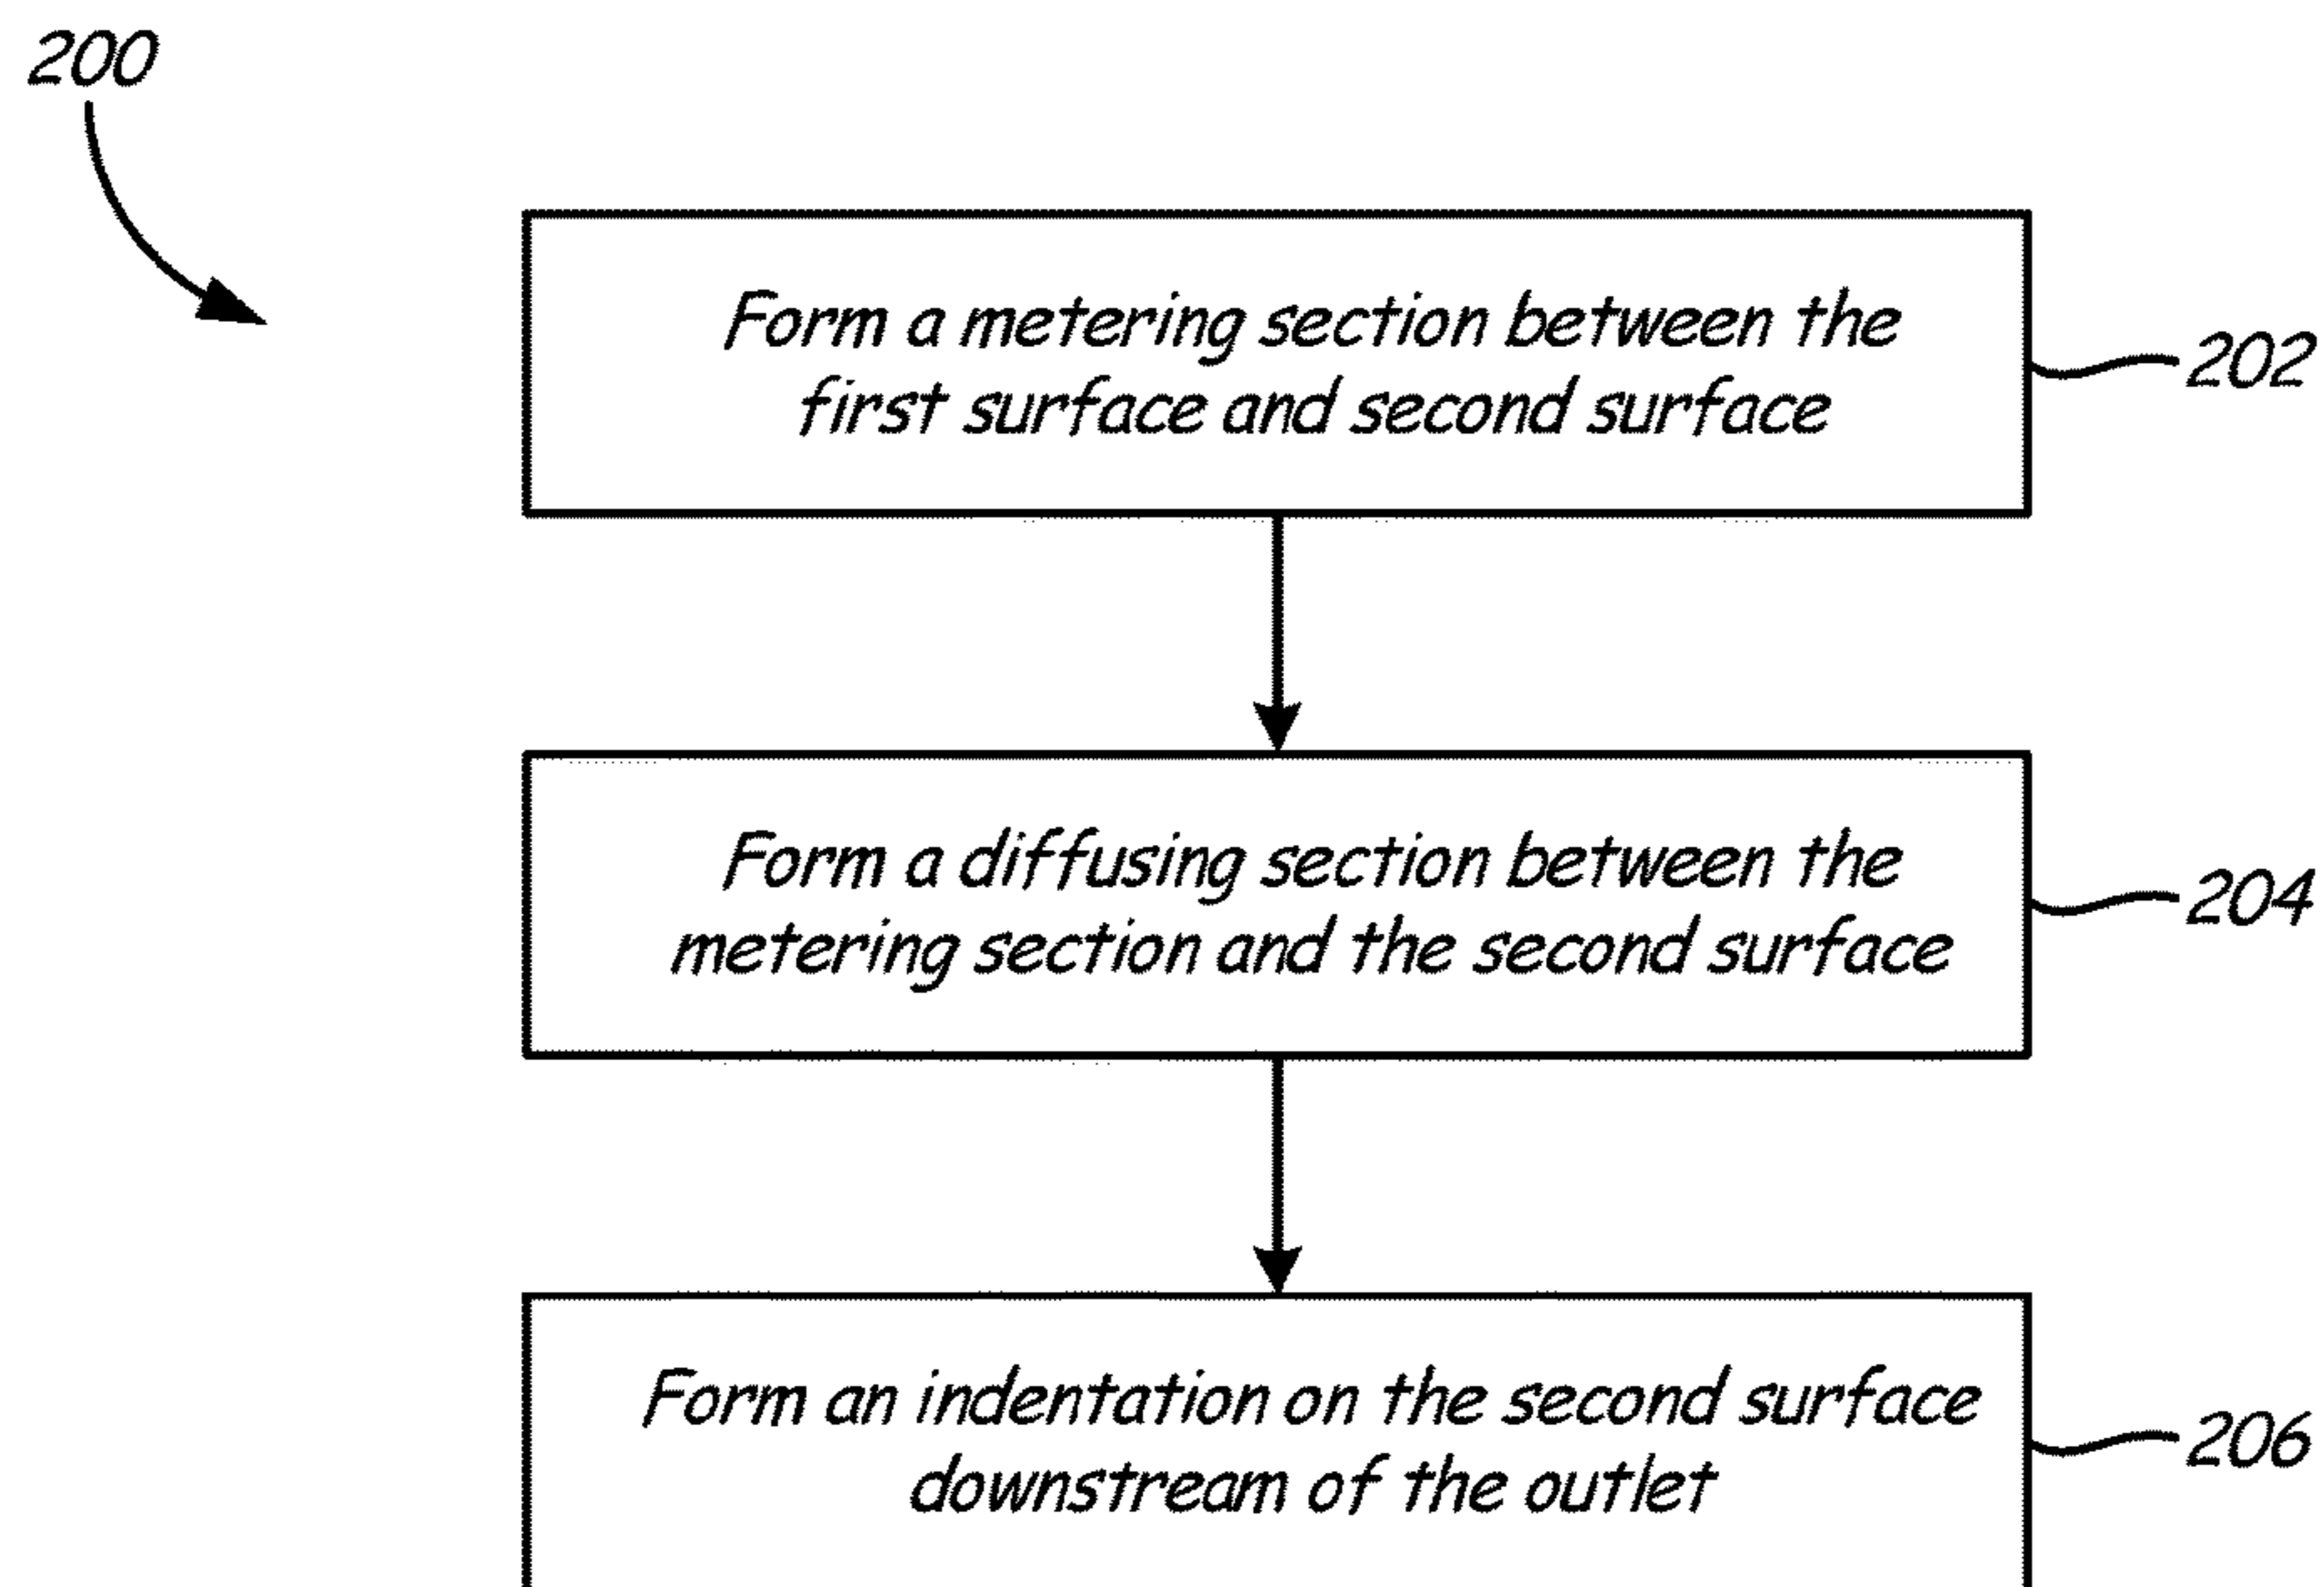 200
Form a metering section between the
first surface and second surface
202
Form a diffusing section between the
metering section and the second surface
204
Form an indentation on the second surface
downstream of the outlet
206